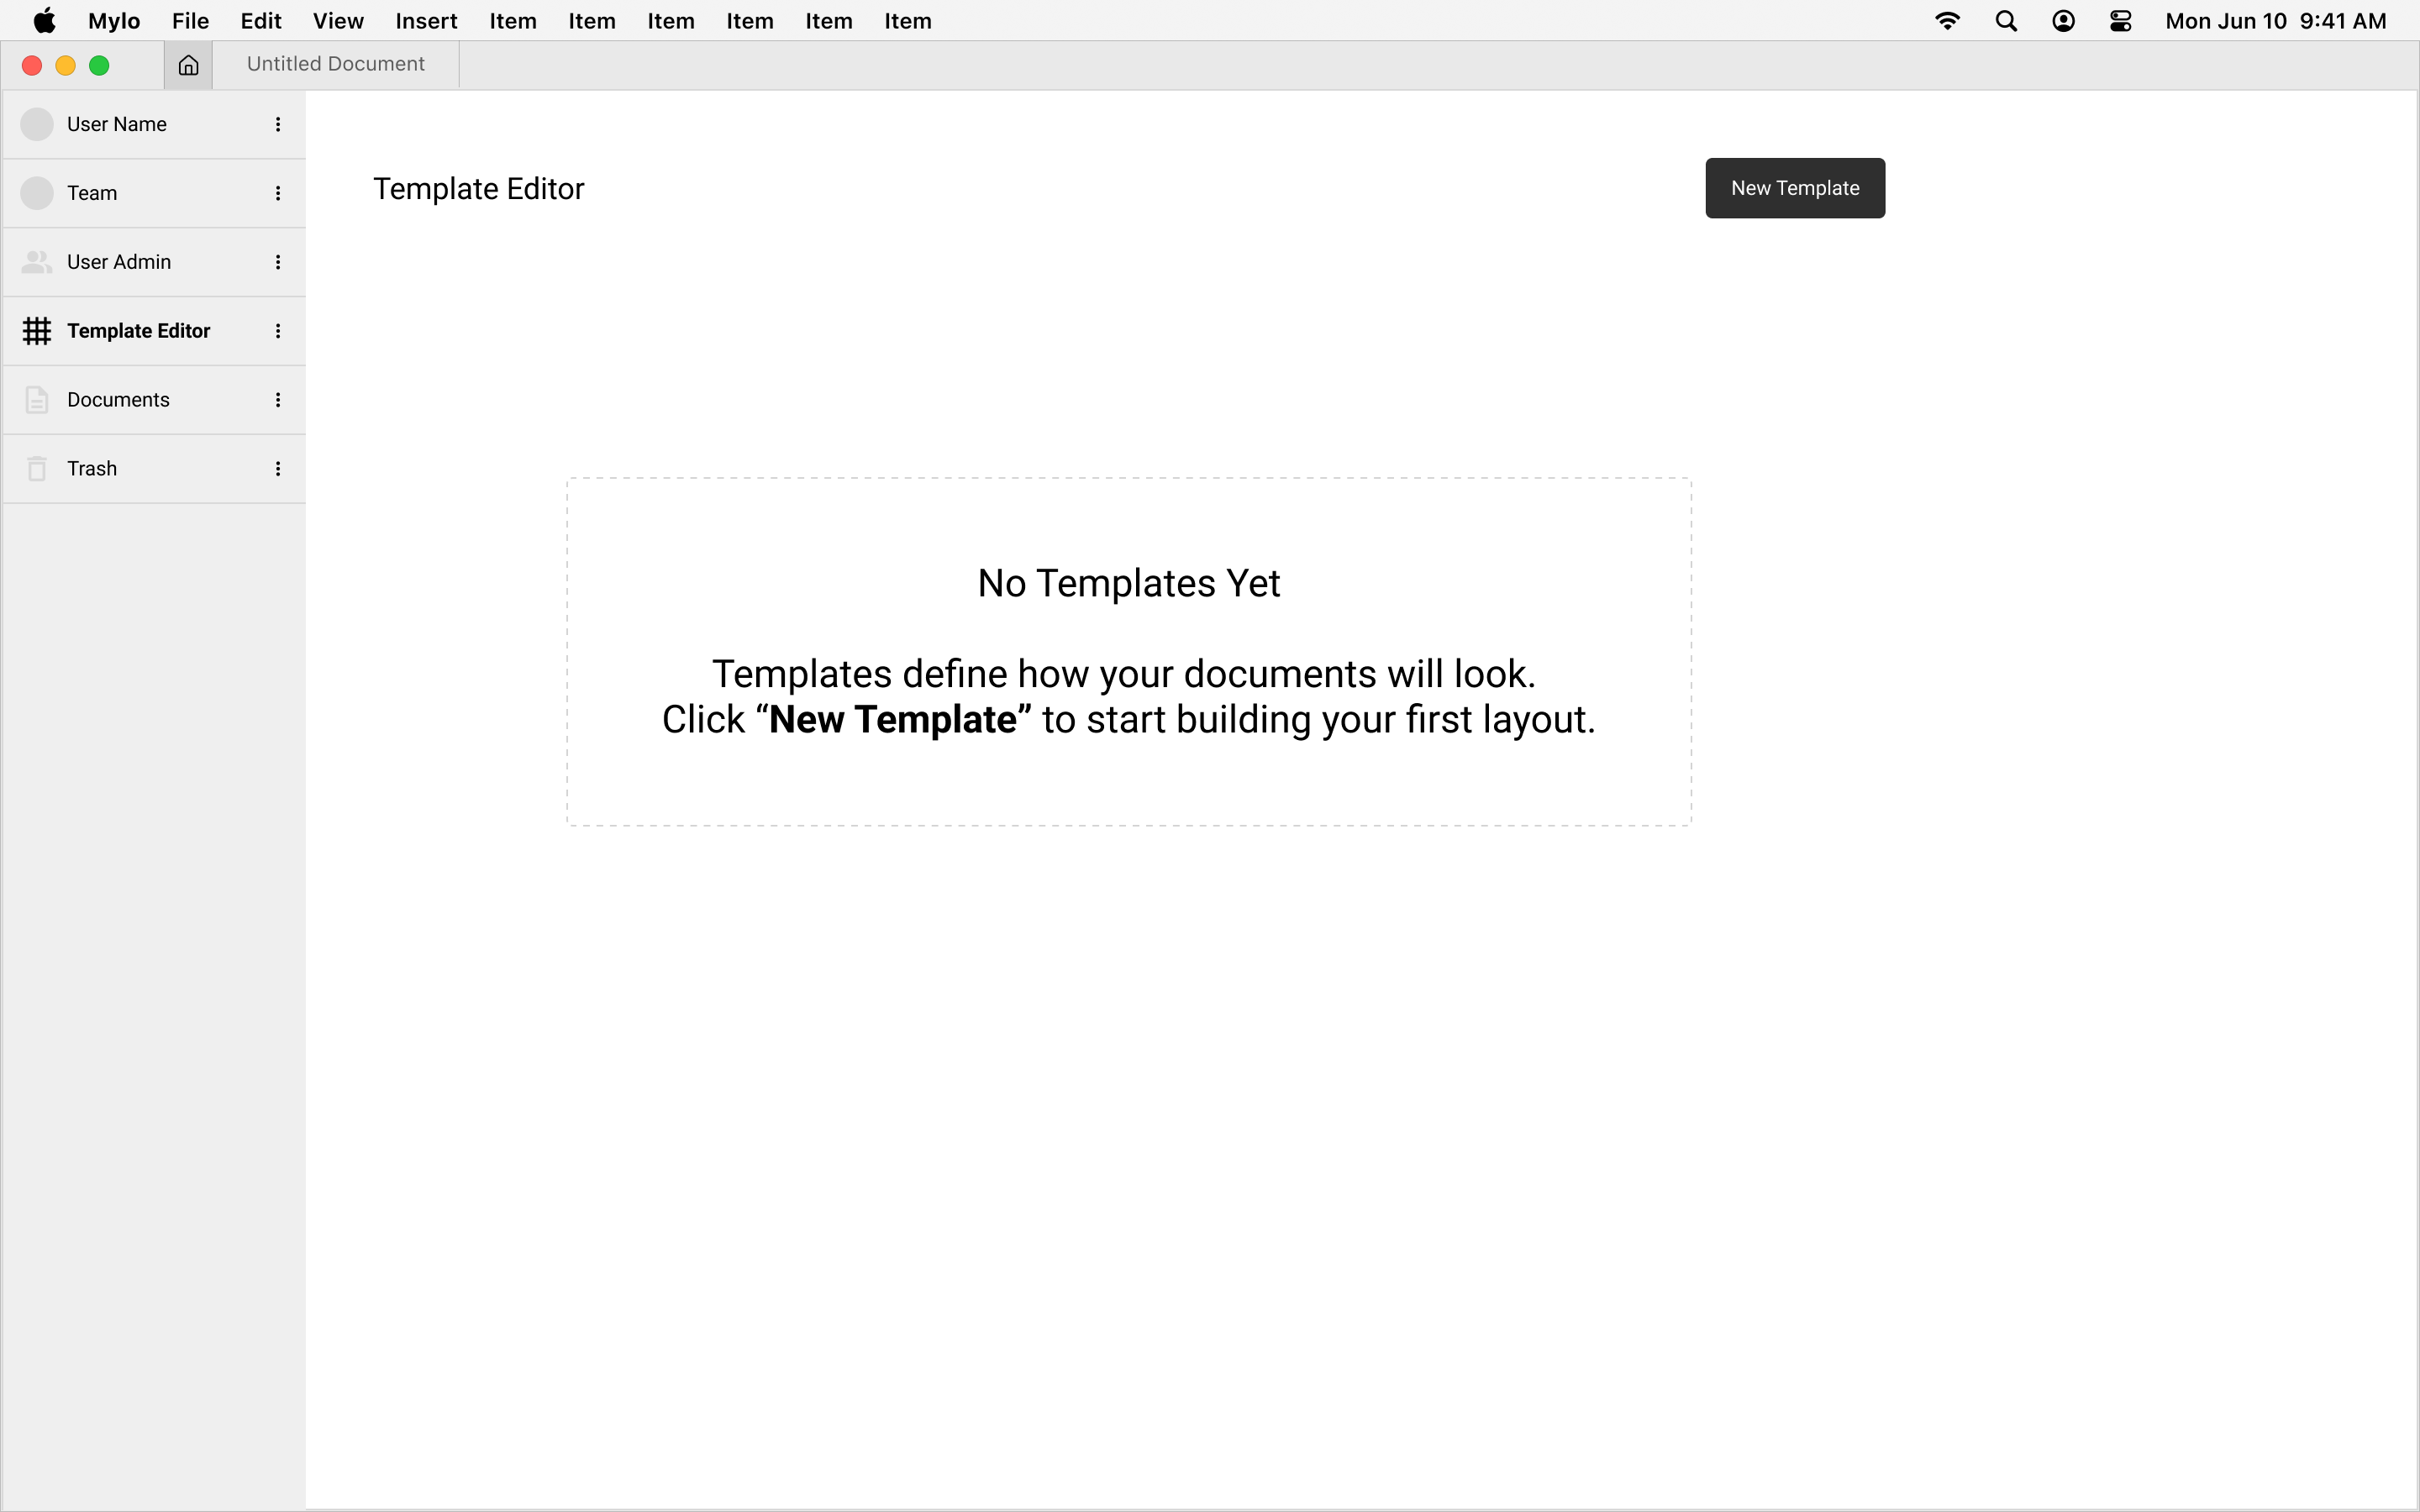 Mylo File Edit View Insert Item Item Item Item Item Item Mon Jun 10 9:41 AM
Untitled Document
User Name
Team
User Admin
Template Editor
Documents
Trash
Template Editor
New Template
No Templates Yet
Templates define how your documents will look.
Click “New Template” to start building your first layout.